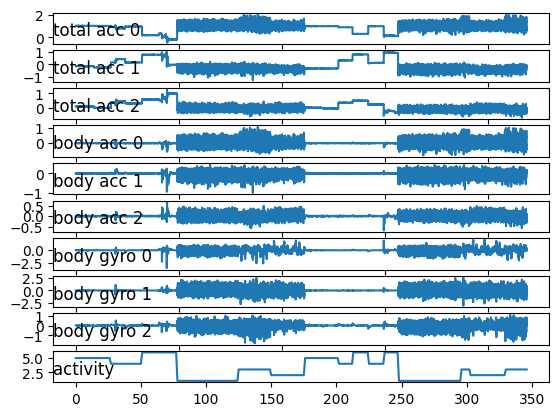 2
0
total acc 0
1
0
-1
total acc 1
1
0
total acc 2
1
0
body acc 0
0
-1
body acc 1
0.5
0.0
-0.5
body acc 2
0.0
-2.5
body gyro 0
2.5
0.0
-2.5
body gyro 1
1
0
-1
body gyro 2
5.0
2.5
activity
0 50 100 150 200 250 300 350